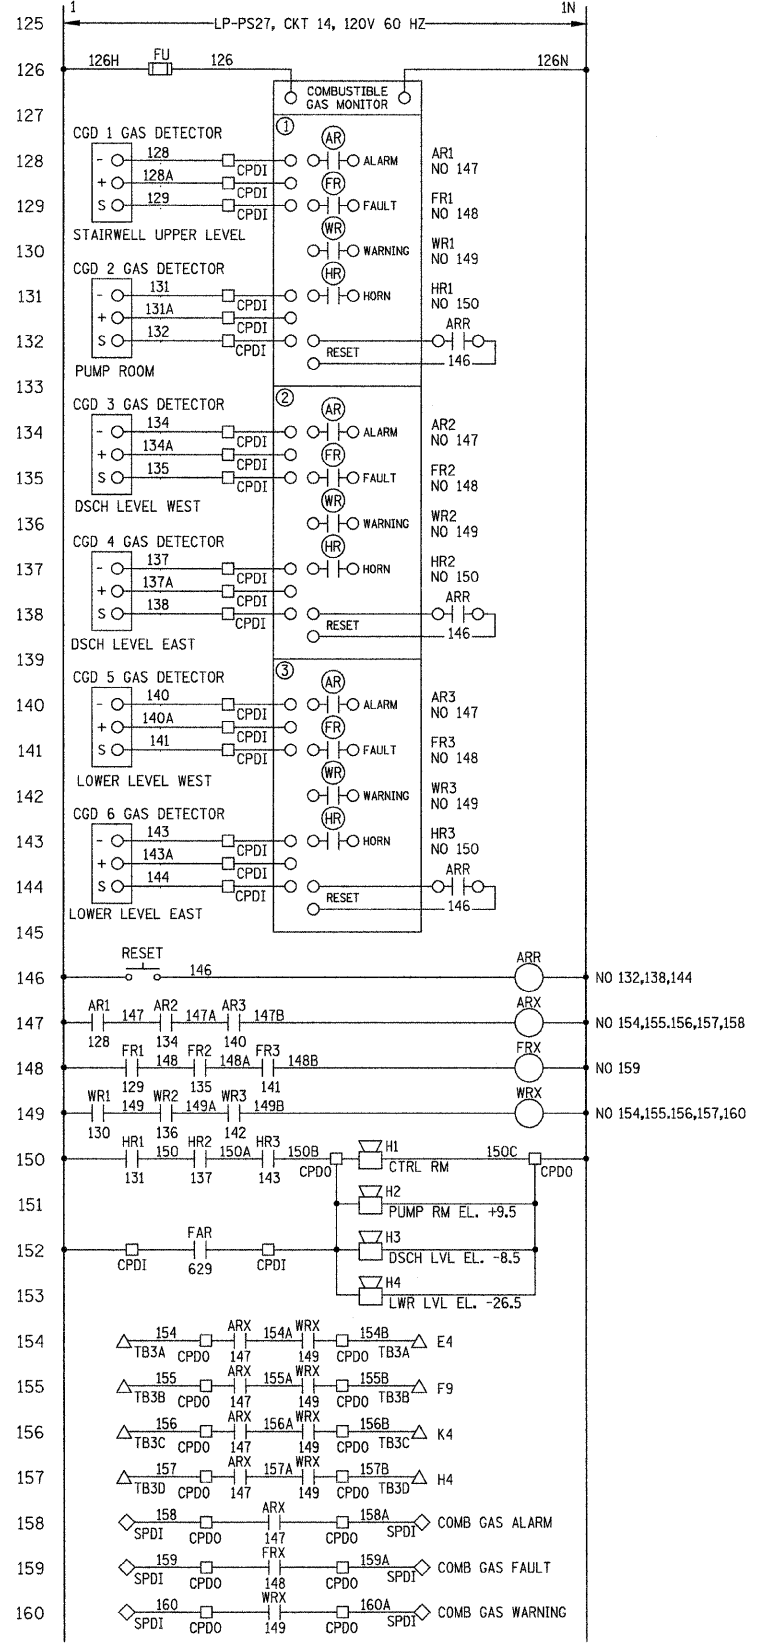 1 1N
125 LP-PS27, CKT 14, 120V 60 HZ
FU
126 126H 126 126N
COMBUSTIBLE
GAS MONITOR
127
1
CGD 1 GAS DETECTOR AR
128 - 128 CPDI ALARM AR1
NO 147
+ 128A FR
129 S 129 CPDI FAULT FR1
NO 148
STAIRWELL UPPER LEVEL WR
130 WARNING WR1
NO 149
CGD 2 GAS DETECTOR HR
131 - 131 CPDI HORN HR1
NO 150
+ 131A ARR
132 S 132 CPDI RESET 146
PUMP ROOM
133
2
CGD 3 GAS DETECTOR AR
134 - 134 CPDI ALARM AR2
NO 147
+ 134A FR
135 S 135 CPDI FAULT FR2
NO 148
DSCH LEVEL WEST WR
136 WARNING WR2
NO 149
CGD 4 GAS DETECTOR HR
137 - 137 CPDI HORN HR2
NO 150
+ 137A ARR
138 S 138 CPDI RESET 146
DSCH LEVEL EAST
139
3
CGD 5 GAS DETECTOR AR
140 - 140 CPDI ALARM AR3
NO 147
+ 140A FR
141 S 141 CPDI FAULT FR3
NO 148
LOWER LEVEL WEST WR
142 WARNING WR3
NO 149
CGD 6 GAS DETECTOR HR
143 - 143 CPDI HORN HR3
NO 150
+ 143A ARR
144 S 144 CPDI RESET 146
LOWER LEVEL EAST
145
RESET ARR
146 146 NO 132,138,144
AR1 147 AR2 147A AR3 147B ARX
147 NO 154,155.156,157,158
128 134 140
FR1 148 FR2 148A FR3 148B FRX
148 NO 159
129 135 141
WR1 149 WR2 149A WR3 149B WRX
149 NO 154,155.156,157,160
130 136 142
HR1 150 HR2 150A HR3 150B H1 150C
150 CPDO CTRL RM CPDO
131 137 143
H2
151 PUMP RM EL. +9.5
FAR H3
152 CPDI 629 CPDI DSCH LVL EL. -8.5
H4
153 LWR LVL EL. -26.5
154 ARX 154A WRX 154B
154 TB3A CPDO 147 149 CPDO TB3A E4
155 ARX 155A WRX 155B
155 TB3B CPDO 147 149 CPDO TB3B F9
156 ARX 156A WRX 156B
156 TB3C CPDO 147 149 CPDO TB3C K4
157 ARX 157A WRX 157B
157 TB3D CPDO 147 149 CPDO TB3D H4
158 ARX 158A
158 SPDI CPDO 147 CPDO SPDI COMB GAS ALARM
159 FRX 159A
159 SPDI CPDO 148 CPDO SPDI COMB GAS FAULT
160 WRX 160A
160 SPDI CPDO 149 CPDO SPDI COMB GAS WARNING